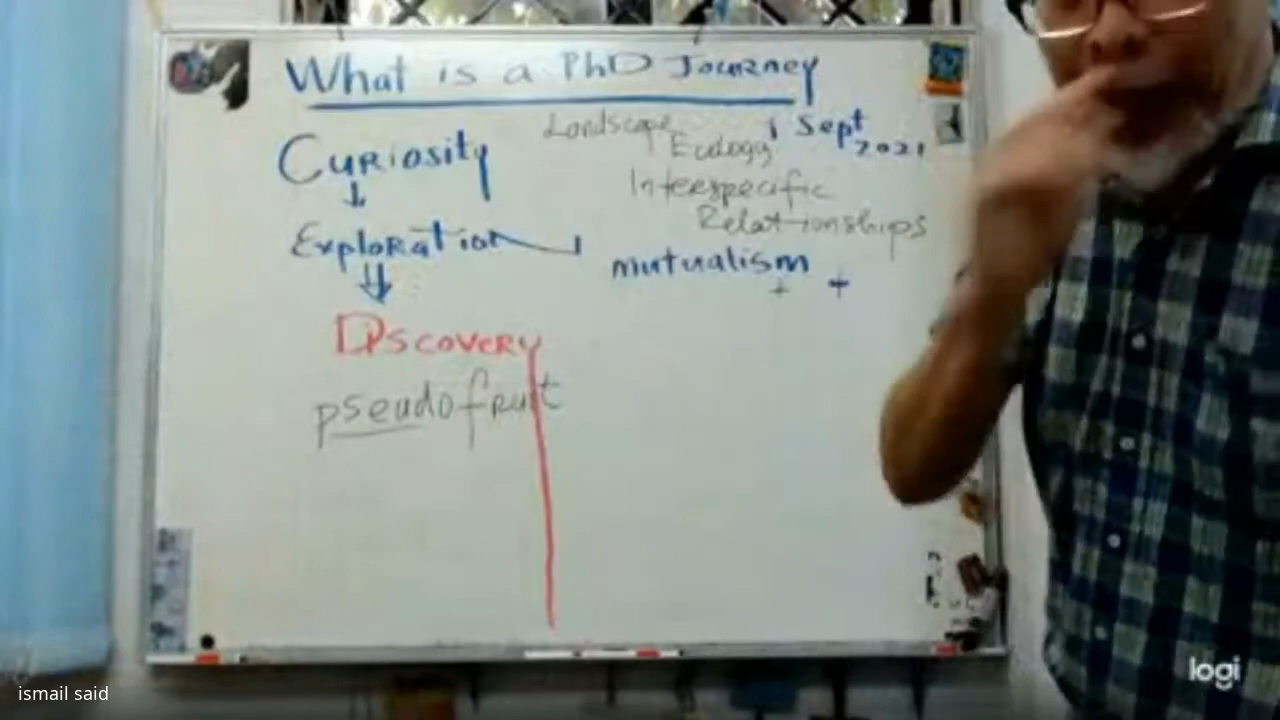 What is a PhD Journey
1 Sept
2021
Landscape
Ecology
Interspecific
Relationships
Curiosity
Exploration
mutualism
+ +
Discovery
pseudofruit
logi
ismail said